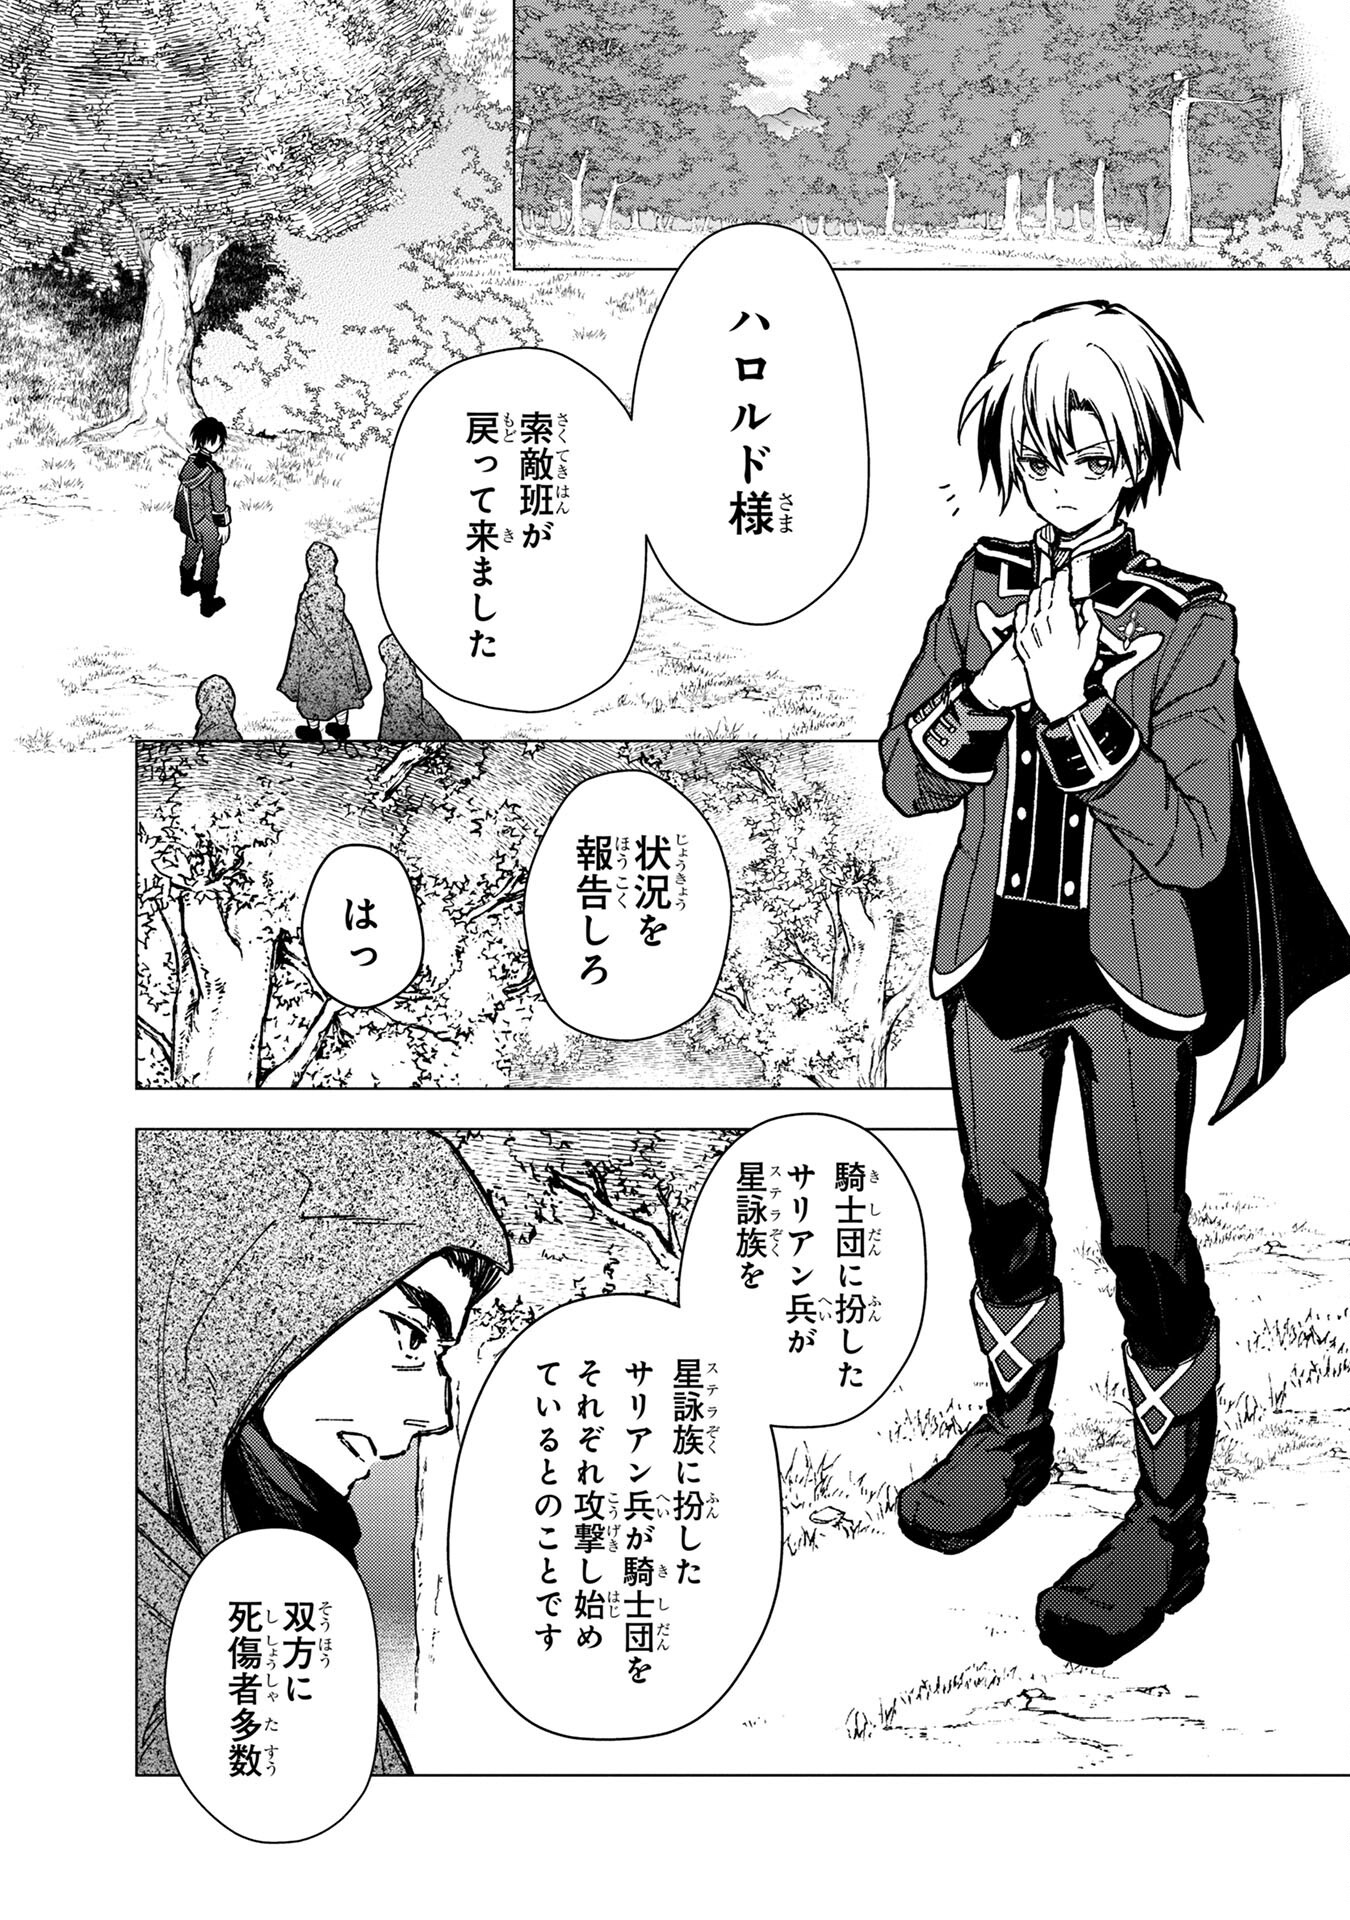 ハロルド様
索敵班が
戻って来ました
状況を
報告しろ
はっ
騎士団に扮した
サリアン兵が
星詠族を
星詠族に扮した
サリアン兵が騎士団を
それぞれ攻撃し始め
ているとのことです
双方に
死傷者多数